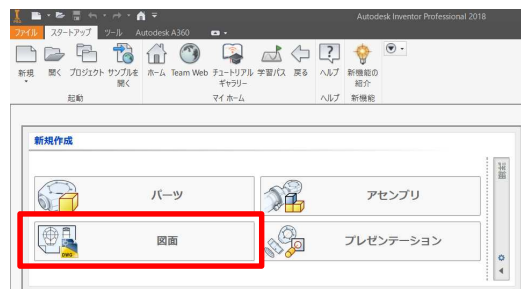 Autodesk Inventor Professional 2018
ファイル スタートアップ ツール Autodesk A360
新規 開く プロジェクト サンプルを開く ホーム Team Web チュートリアル ギャラリー 学習パス 戻る ヘルプ 新機能の紹介
起動 マイ ホーム ヘルプ 新機能
新規作成
パーツ アセンブリ
DWG 図面 プレゼンテーション